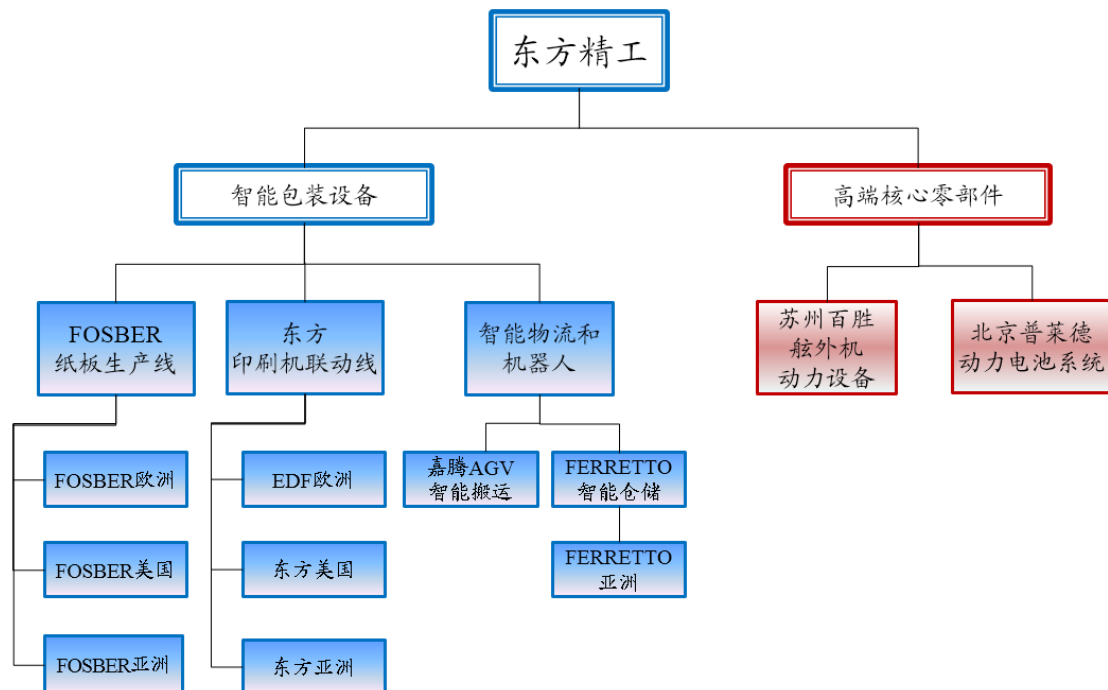 东方精工
智能包装设备
高端核心零部件
FOSBER
纸板生产线
东方
印刷机联动线
智能物流和
机器人
苏州百胜
舷外机
动力设备
北京普莱德
动力电池系统
FOSBER欧洲
EDF欧洲
嘉腾AGV
智能搬运
FERRETTO
智能仓储
FOSBER美国
东方美国
FERRETTO
亚洲
FOSBER亚洲
东方亚洲